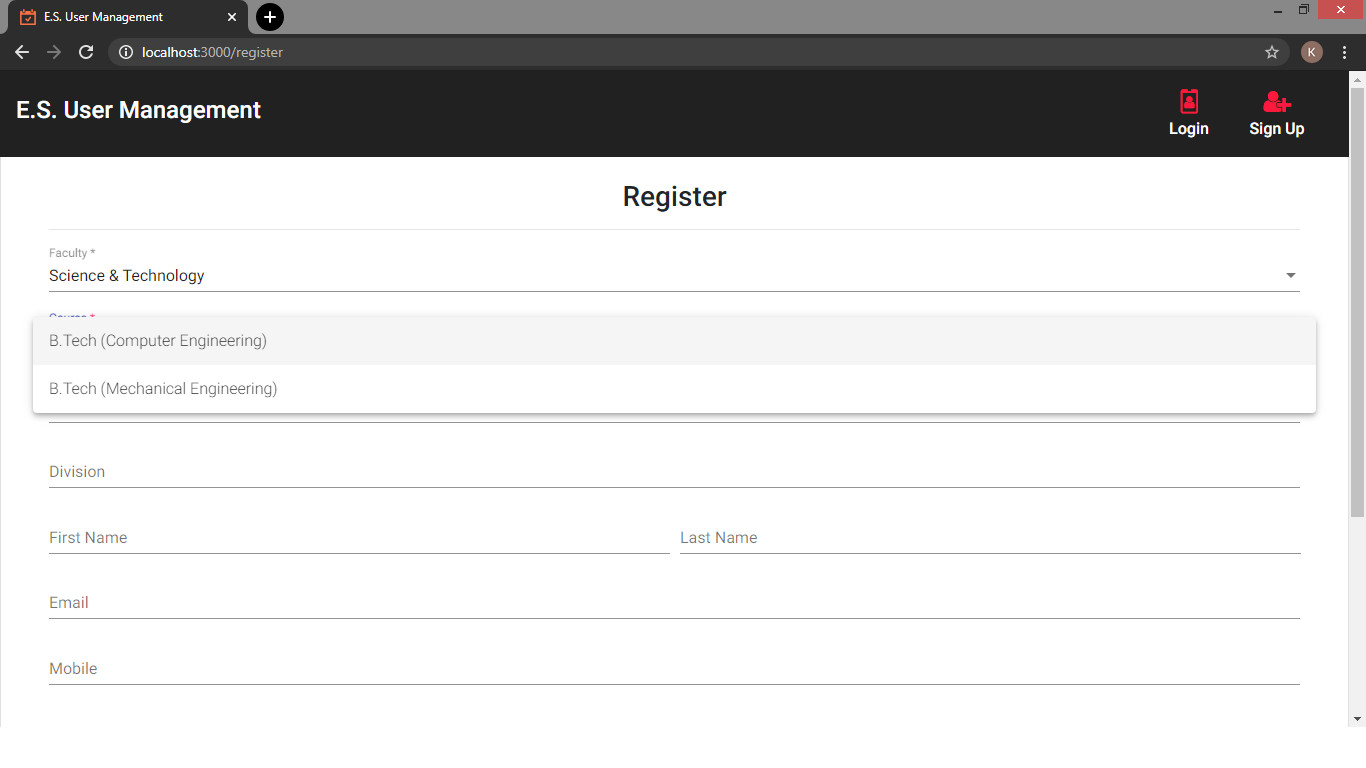 E.S. User Management
localhost:3000/register
K
E.S. User Management
Login
Sign Up
Register
Faculty *
Science & Technology
Course *
B.Tech (Computer Engineering)
B.Tech (Mechanical Engineering)
Division
First Name
Last Name
Email
Mobile